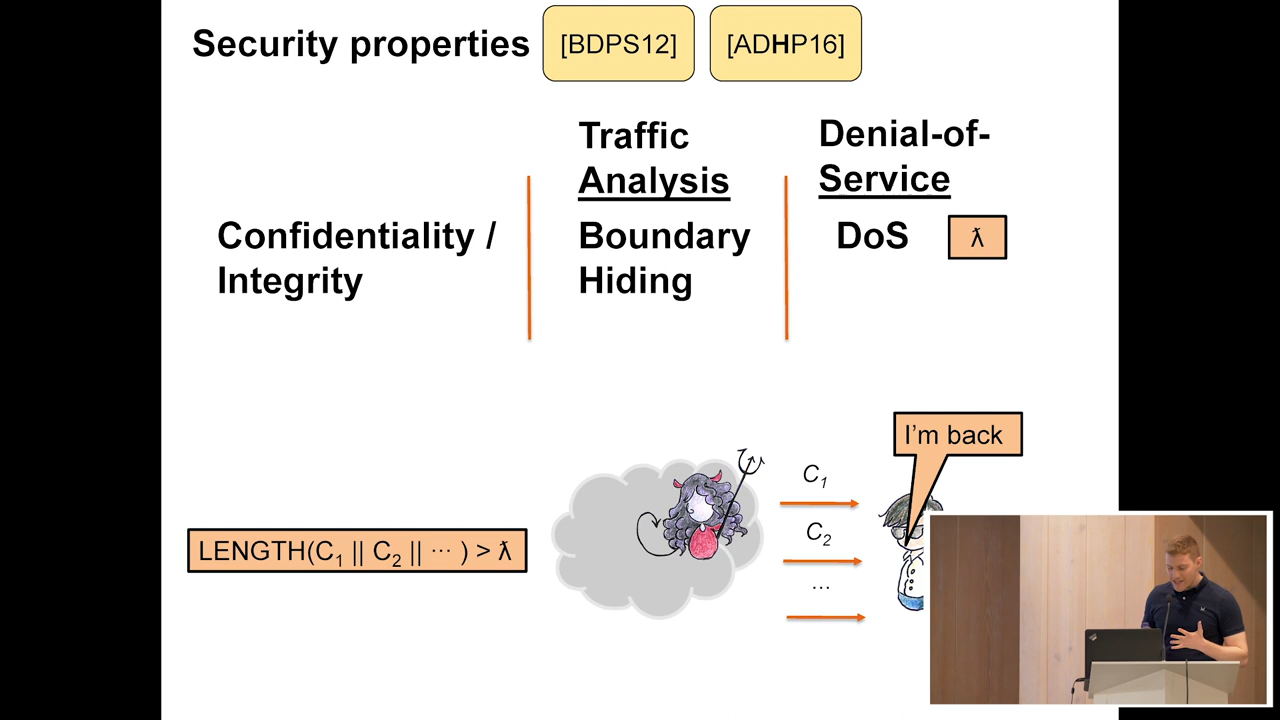 Security properties [BDPS12] [ADHP16]
Traffic
Analysis
Denial-of-
Service
Confidentiality /
Integrity
Boundary
Hiding
DoS ƛ
I'm back
C1
C2
...
LENGTH(C1 || C2 || ··· ) > ƛ